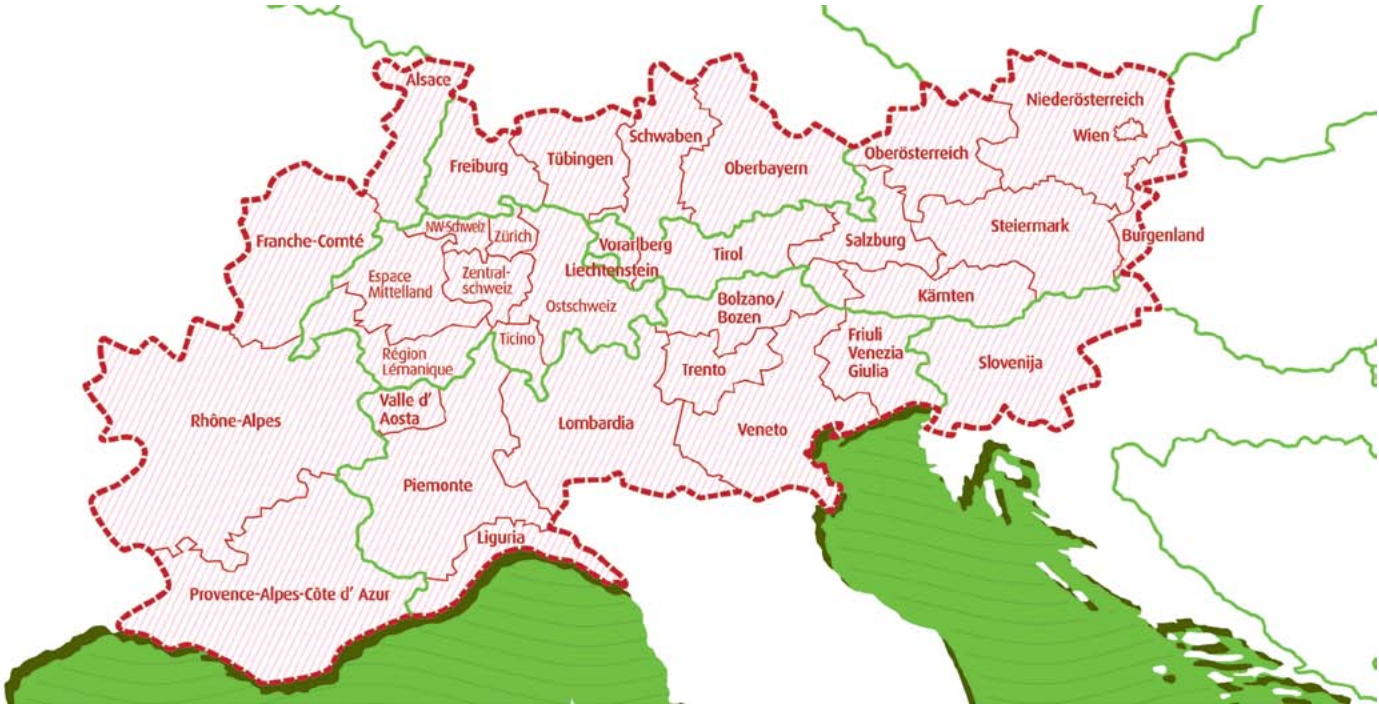 Alsace
Niederösterreich
Wien
Schwaben
Oberösterreich
Tübingen
Freiburg
Oberbayern
NW-Schweiz
Zürich
Franche-Comté
Vorarlberg
Tirol
Salzburg
Steiermark
Burgenland
Espace
Mittelland
Zentral-
schweiz
Liechtenstein
Ostschweiz
Bolzano/
Bozen
Kärnten
Ticino
Région
Lémanique
Trento
Friuli
Venezia
Giulia
Slovenija
Valle d'
Aosta
Rhône-Alpes
Lombardia
Veneto
Piemonte
Liguria
Provence-Alpes-Côte d' Azur